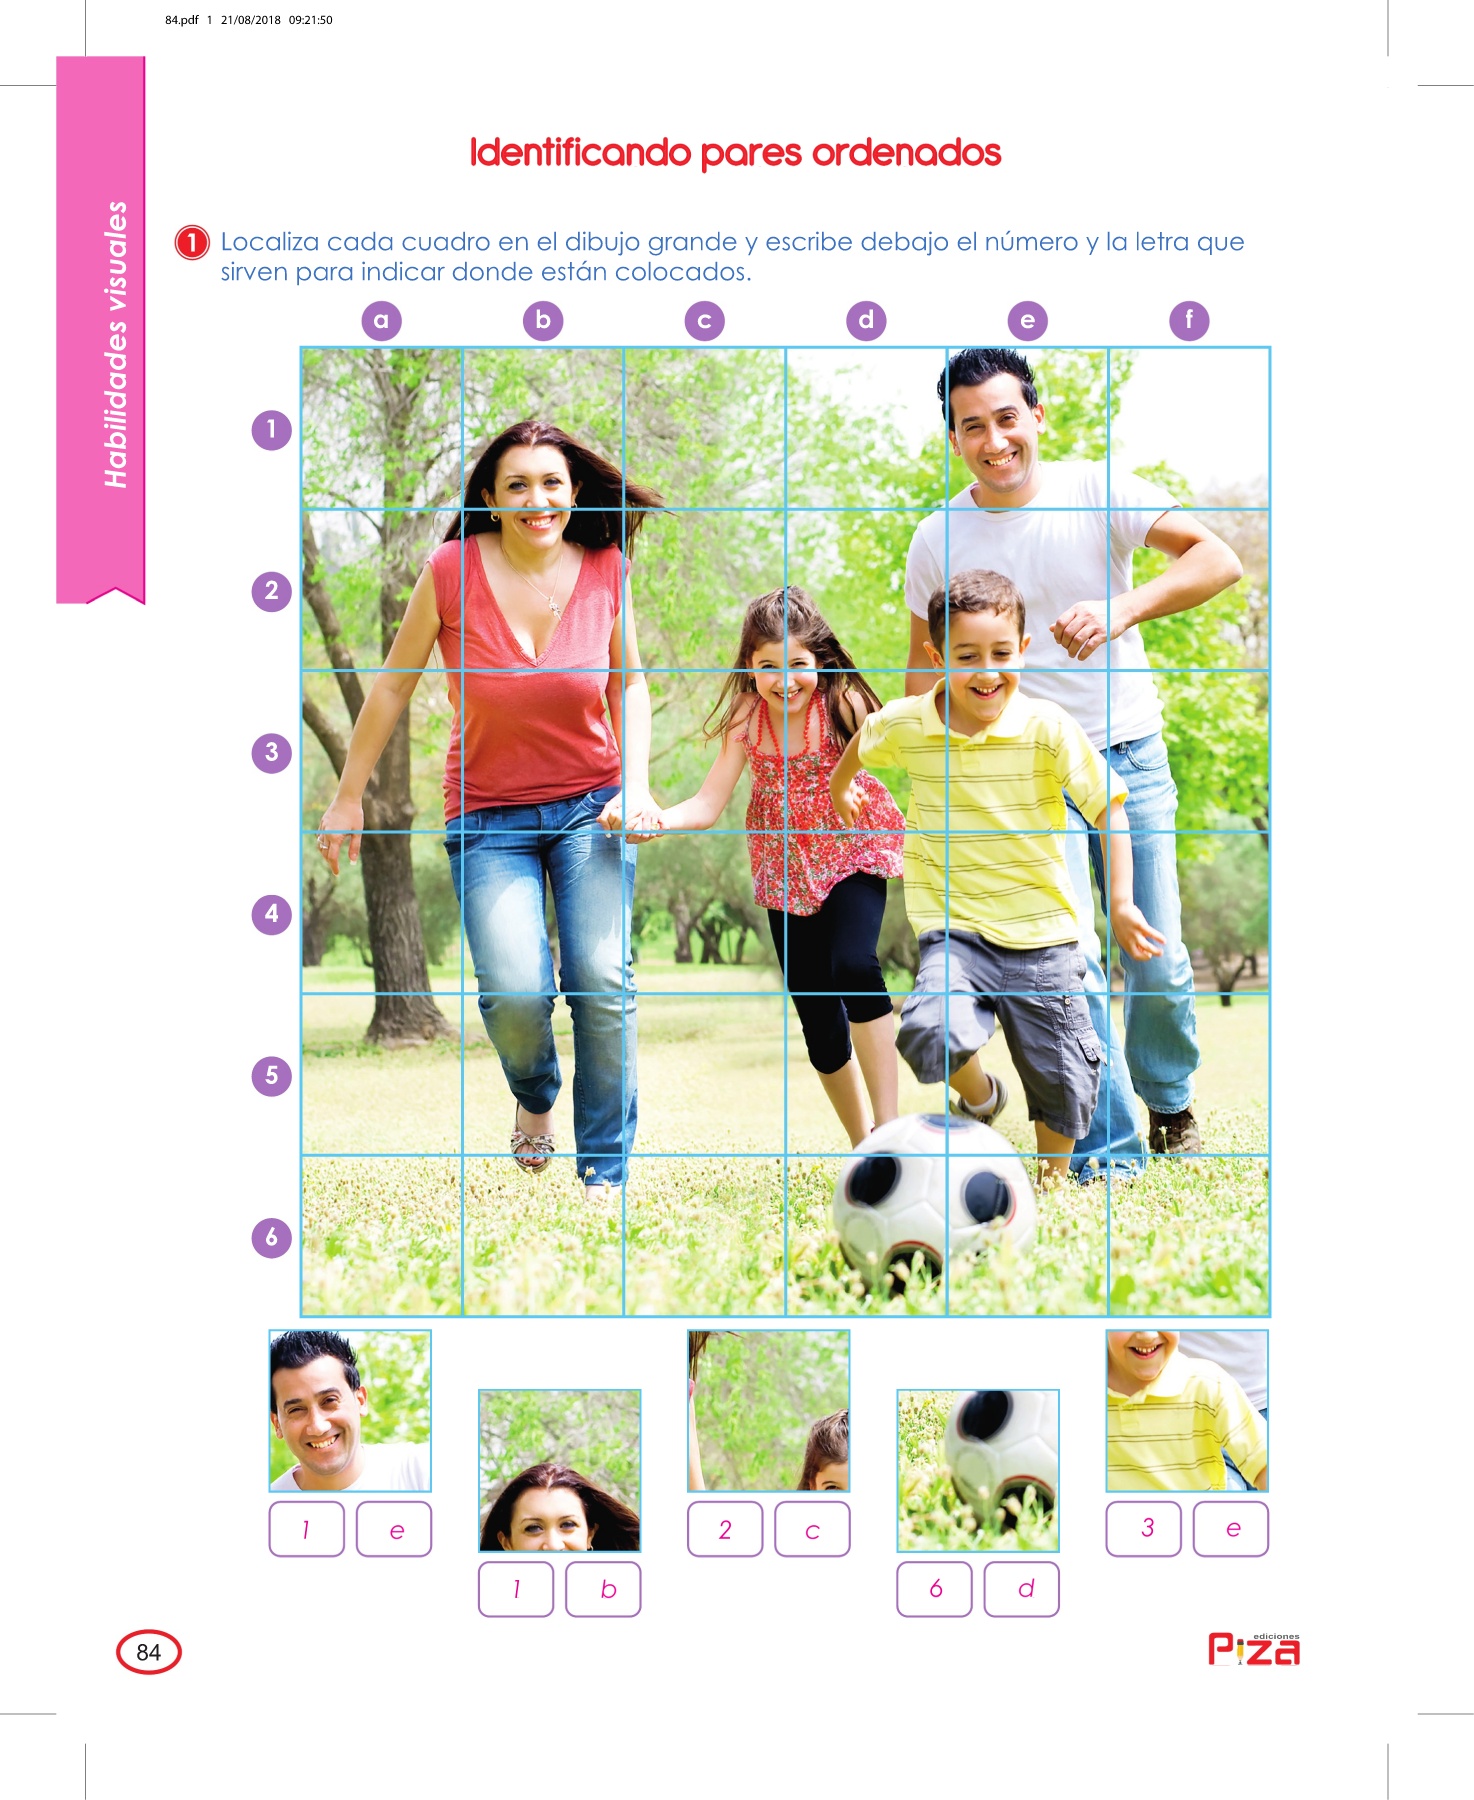 84.pdf 1 21/08/2018 09:21:50
Habilidades visuales
Identificando pares ordenados
1 Localiza cada cuadro en el dibujo grande y escribe debajo el número y la letra que
sirven para indicar donde están colocados.
a b c d e f
1
2
3
4
5
6
1 e
1 b
2 c
6 d
3 e
84
ediciones
Piza